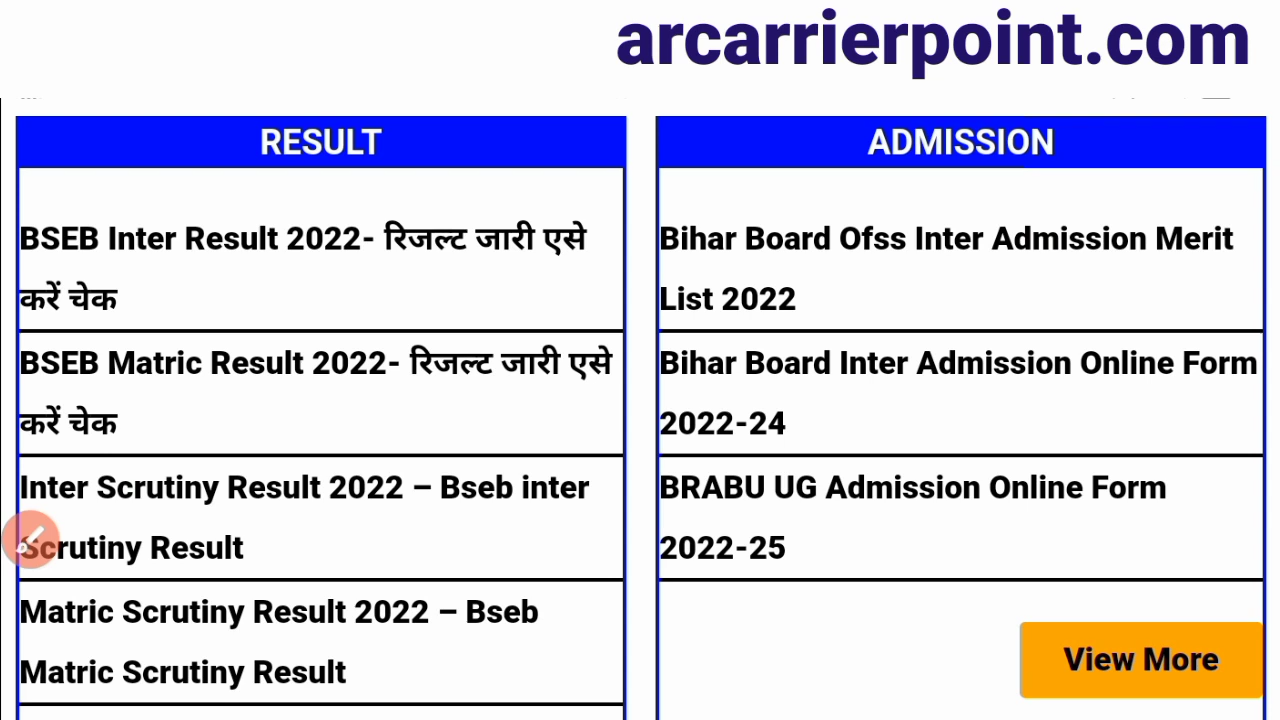 arcarrierpoint.com
RESULT
BSEB Inter Result 2022- रिजल्ट जारी एसे
करें चेक
BSEB Matric Result 2022- रिजल्ट जारी एसे
करें चेक
Inter Scrutiny Result 2022 – Bseb inter
Scrutiny Result
Matric Scrutiny Result 2022 – Bseb
Matric Scrutiny Result
ADMISSION
Bihar Board Ofss Inter Admission Merit
List 2022
Bihar Board Inter Admission Online Form
2022-24
BRABU UG Admission Online Form
2022-25
View More